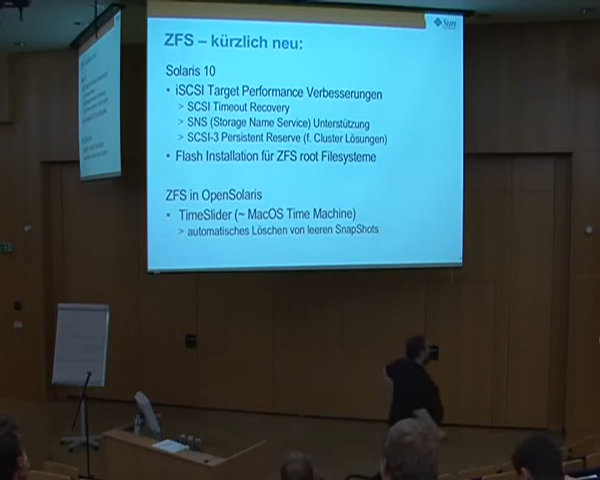 Sun
ZFS – kürzlich neu:
Solaris 10
• iSCSI Target Performance Verbesserungen
> SCSI Timeout Recovery
> SNS (Storage Name Service) Unterstützung
> SCSI-3 Persistent Reserve (f. Cluster Lösungen)
• Flash Installation für ZFS root Filesysteme
ZFS in OpenSolaris
• TimeSlider (~ MacOS Time Machine)
> automatisches Löschen von leeren SnapShots